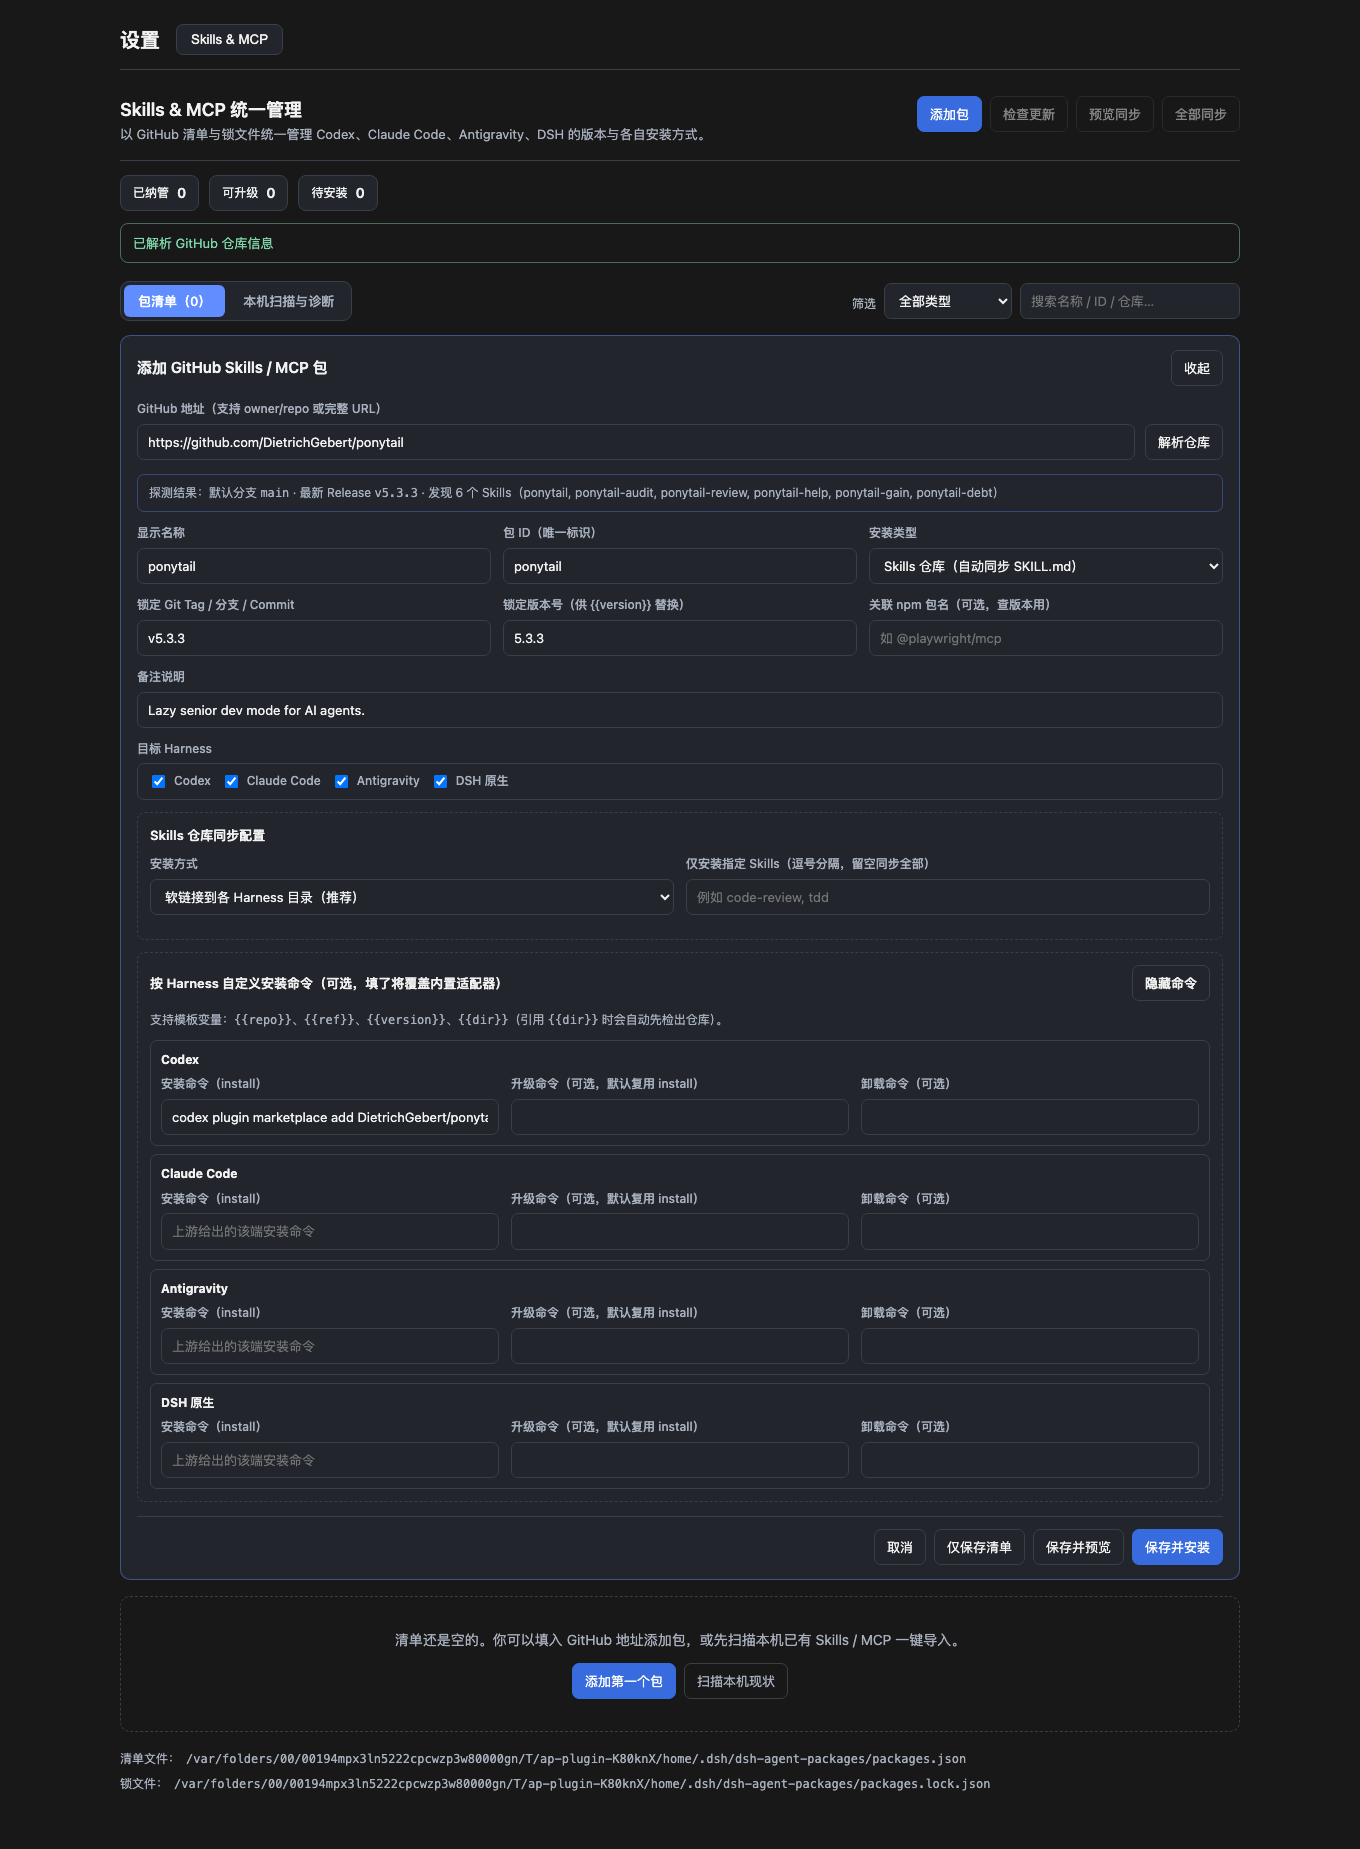 设置 Skills & MCP
Skills & MCP 统一管理
以 GitHub 清单与锁文件统一管理 Codex、Claude Code、Antigravity、DSH 的版本与各自安装方式。
添加包 检查更新 预览同步 全部同步
已纳管 0 可升级 0 待安装 0
已解析 GitHub 仓库信息
包清单（0） 本机扫描与诊断 筛选 全部类型 搜索名称 / ID / 仓库...
添加 GitHub Skills / MCP 包 收起
GitHub 地址（支持 owner/repo 或完整 URL）
https://github.com/DietrichGebert/ponytail 解析仓库
探测结果：默认分支 main · 最新 Release v5.3.3 · 发现 6 个 Skills（ponytail, ponytail-audit, ponytail-review, ponytail-help, ponytail-gain, ponytail-debt）
显示名称 包 ID（唯一标识） 安装类型
ponytail ponytail Skills 仓库（自动同步 SKILL.md）
锁定 Git Tag / 分支 / Commit 锁定版本号（供 {{version}} 替换） 关联 npm 包名（可选，查版本用）
v5.3.3 5.3.3 如 @playwright/mcp
备注说明
Lazy senior dev mode for AI agents.
目标 Harness
Codex Claude Code Antigravity DSH 原生
Skills 仓库同步配置
安装方式 仅安装指定 Skills（逗号分隔，留空同步全部）
软链接到各 Harness 目录（推荐） 例如 code-review, tdd
按 Harness 自定义安装命令（可选，填了将覆盖内置适配器） 隐藏命令
支持模板变量：{{repo}}、{{ref}}、{{version}}、{{dir}}（引用 {{dir}} 时会自动先检出仓库）。
Codex
安装命令（install） 升级命令（可选，默认复用 install） 卸载命令（可选）
codex plugin marketplace add DietrichGebert/ponyta
Claude Code
安装命令（install） 升级命令（可选，默认复用 install） 卸载命令（可选）
上游给出的该端安装命令
Antigravity
安装命令（install） 升级命令（可选，默认复用 install） 卸载命令（可选）
上游给出的该端安装命令
DSH 原生
安装命令（install） 升级命令（可选，默认复用 install） 卸载命令（可选）
上游给出的该端安装命令
取消 仅保存清单 保存并预览 保存并安装
清单还是空的。你可以填入 GitHub 地址添加包，或先扫描本机已有 Skills / MCP 一键导入。
添加第一个包 扫描本机现状
清单文件： /var/folders/00/00194mpx3ln5222cpcwzp3w80000gn/T/ap-plugin-K80knX/home/.dsh/dsh-agent-packages/packages.json
锁文件： /var/folders/00/00194mpx3ln5222cpcwzp3w80000gn/T/ap-plugin-K80knX/home/.dsh/dsh-agent-packages/packages.lock.json